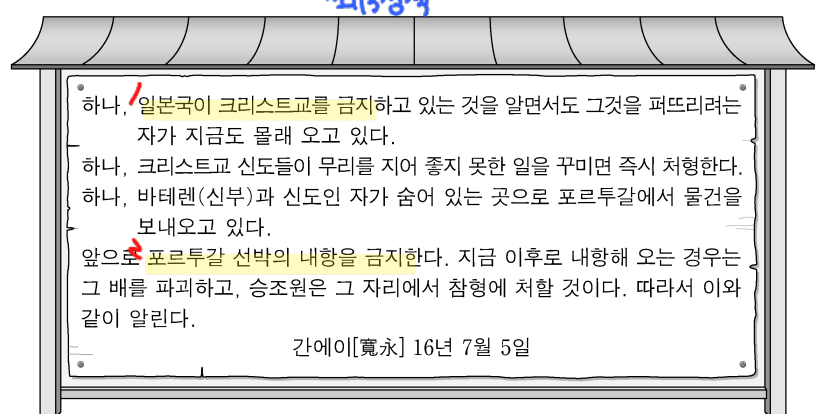 하나, 일본국이 크리스트교를 금지하고 있는 것을 알면서도 그것을 퍼뜨리려는
자가 지금도 몰래 오고 있다.
하나, 크리스트교 신도들이 무리를 지어 좋지 못한 일을 꾸미면 즉시 처형한다.
하나, 바테렌(신부)과 신도인 자가 숨어 있는 곳으로 포르투갈에서 물건을
보내오고 있다.
앞으로 포르투갈 선박의 내항을 금지한다. 지금 이후로 내항해 오는 경우는
그 배를 파괴하고, 승조원은 그 자리에서 참형에 처할 것이다. 따라서 이와
같이 알린다.
간에이[寬永] 16년 7월 5일